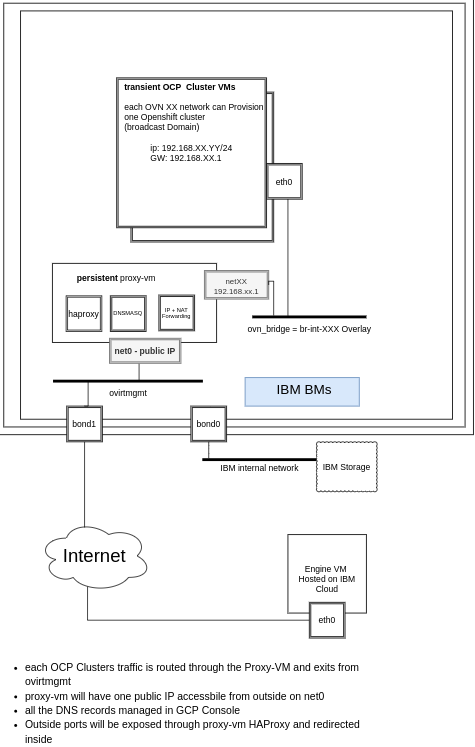 transient OCP  Cluster VMs
each OVN XX network can Provision
one Openshift cluster
(broadcast Domain)
ip: 192.168.XX.YY/24
GW: 192.168.XX.1
eth0
persistent proxy-vm
netXX
192.168.xx.1
haproxy
DNSMASQ
IP + NAT
Forwarding
ovn_bridge = br-int-XXX Overlay
net0 - public IP
ovirtmgmt
IBM BMs
bond1
bond0
IBM internal network
IBM Storage
Internet
Engine VM
Hosted on IBM
Cloud
eth0
• each OCP Clusters traffic is routed through the Proxy-VM and exits from
ovirtmgmt
• proxy-vm will have one public IP accessbile from outside on net0
• all the DNS records managed in GCP Console
• Outside ports will be exposed through proxy-vm HAProxy and redirected
inside